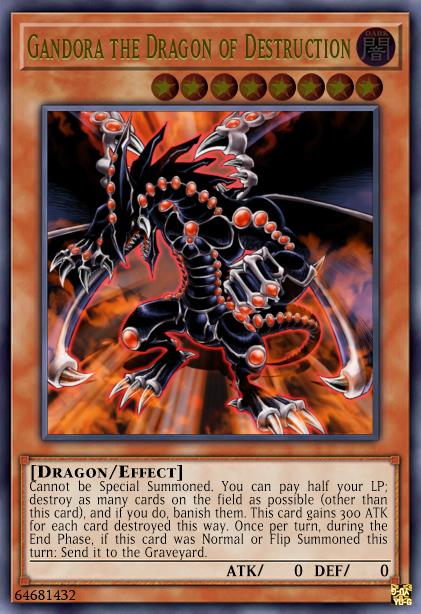 GANDORA THE DRAGON OF DESTRUCTION
DARK
闇
[DRAGON/EFFECT]
Cannot be Special Summoned. You can pay half your LP;
destroy as many cards on the field as possible (other than
this card), and if you do, banish them. This card gains 300 ATK
for each card destroyed this way. Once per turn, during the
End Phase, if this card was Normal or Flip Summoned this
turn: Send it to the Graveyard.
ATK/ 0 DEF/ 0
64681432